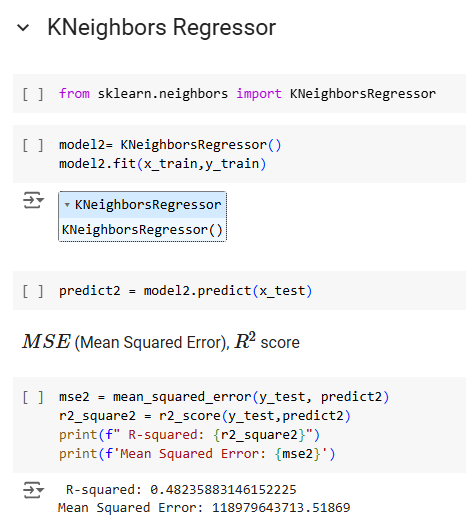 KNeighbors Regressor
[ ] from sklearn.neighbors import KNeighborsRegressor
[ ] model2= KNeighborsRegressor()
model2.fit(x_train,y_train)
KNeighborsRegressor
KNeighborsRegressor()
[ ] predict2 = model2.predict(x_test)
MSE (Mean Squared Error), R² score
[ ] mse2 = mean_squared_error(y_test, predict2)
r2_square2 = r2_score(y_test,predict2)
print(f" R-squared: {r2_square2}")
print(f'Mean Squared Error: {mse2}')
R-squared: 0.48235883146152225
Mean Squared Error: 118979643713.51869